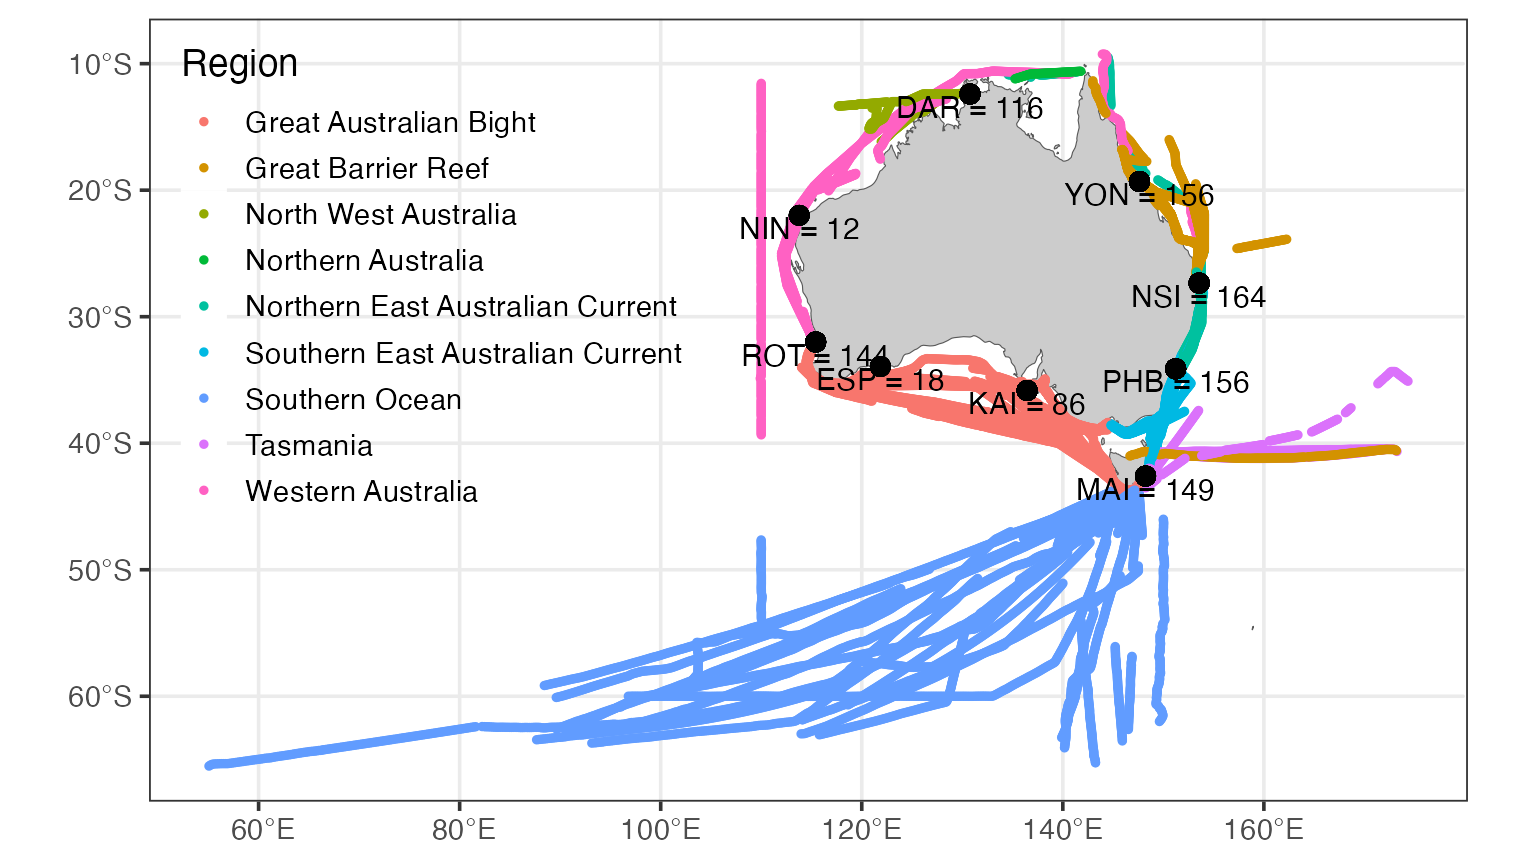 Region
Great Australian Bight
Great Barrier Reef
North West Australia
Northern Australia
Northern East Australian Current
Southern East Australian Current
Southern Ocean
Tasmania
Western Australia
DAR = 116
YON = 156
NIN = 12
NSI = 164
ROT = 144
ESP = 18
PHB = 156
KAI = 86
MAI = 149
10°S
20°S
30°S
40°S
50°S
60°S
60°E
80°E
100°E
120°E
140°E
160°E